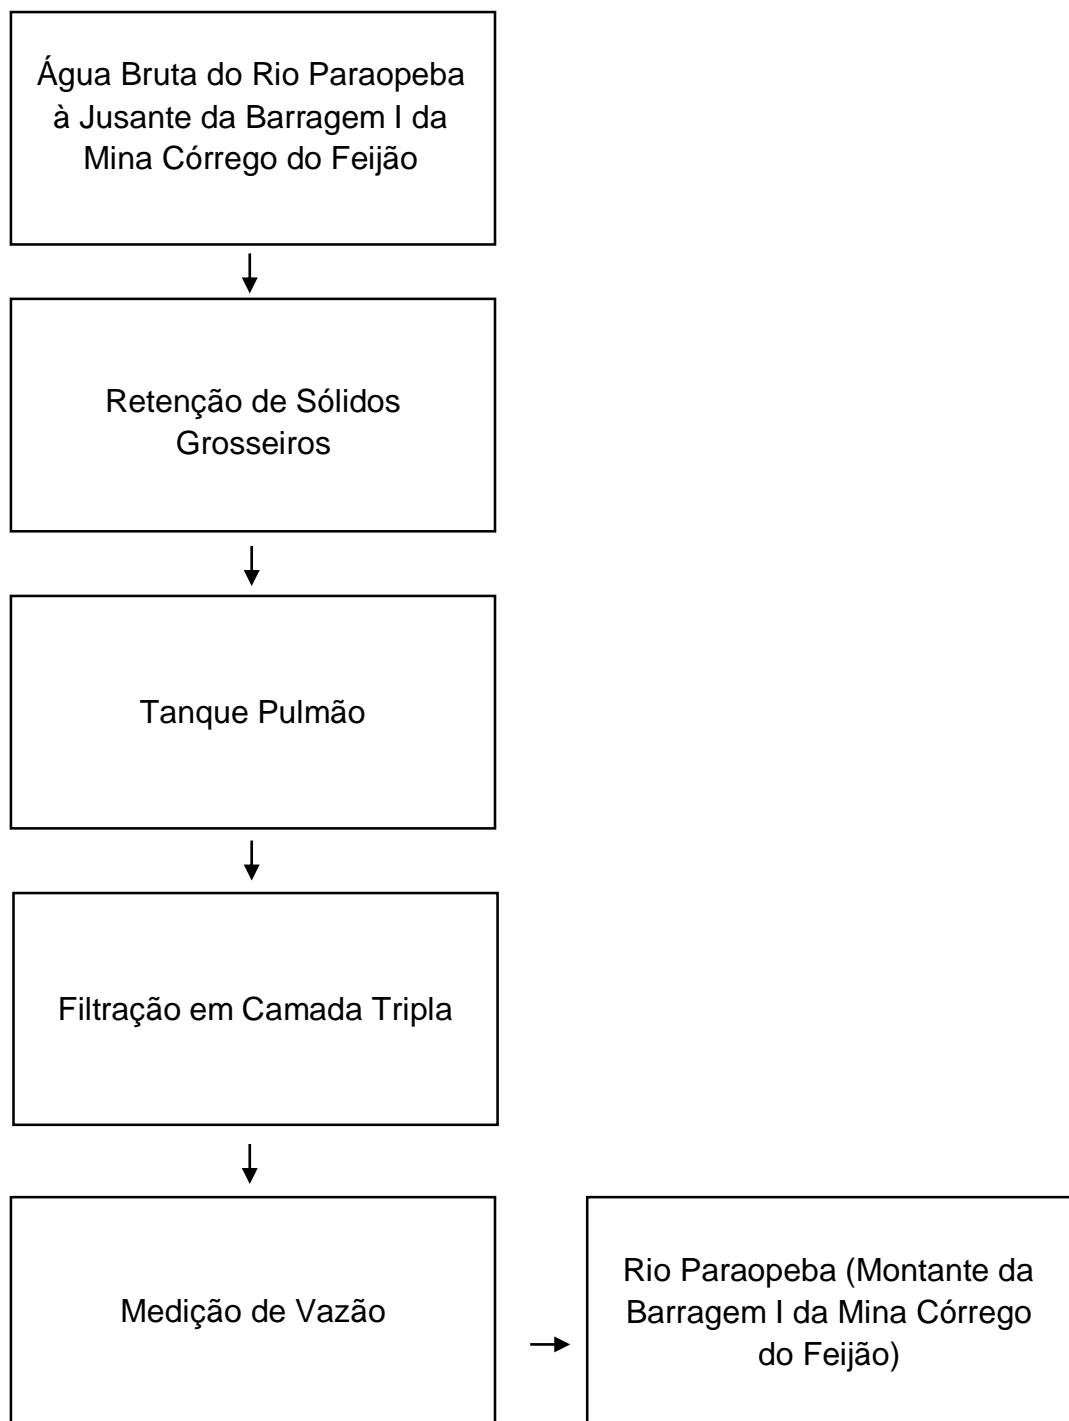 Água Bruta do Rio Paraopeba
à Jusante da Barragem I da
Mina Córrego do Feijão
Retenção de Sólidos
Grosseiros
Tanque Pulmão
Filtração em Camada Tripla
Medição de Vazão
Rio Paraopeba (Montante da
Barragem I da Mina Córrego
do Feijão)